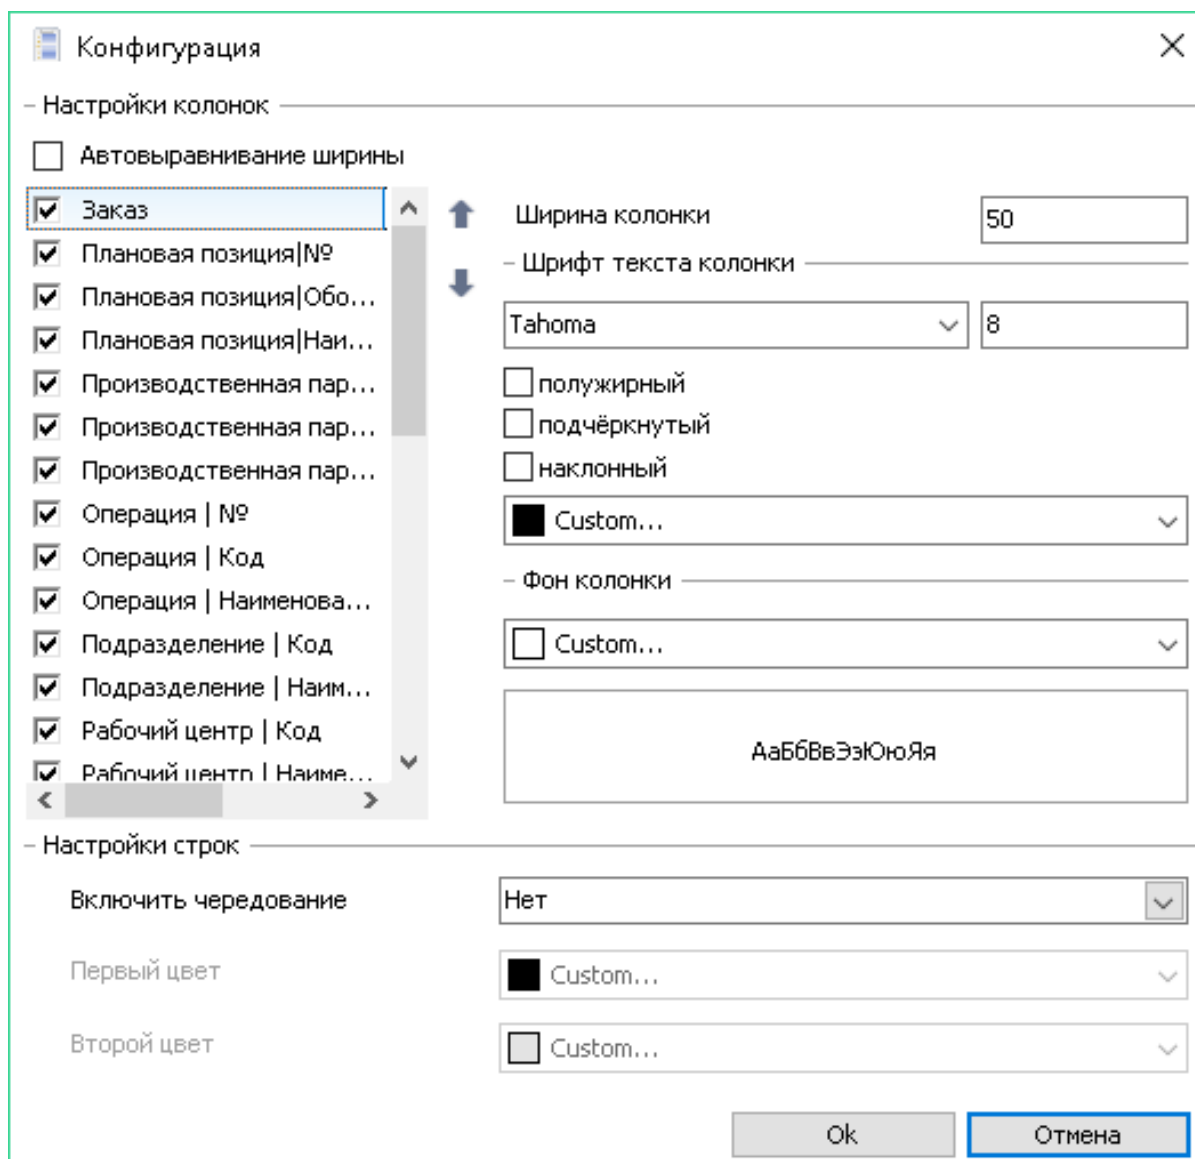 Конфигурация
Настройки колонок
Автовыравнивание ширины
Заказ
Плановая позиция|№
Плановая позиция|Обо...
Плановая позиция|Наи...
Производственная пар...
Производственная пар...
Производственная пар...
Операция | №
Операция | Код
Операция | Наименова...
Подразделение | Код
Подразделение | Наим...
Рабочий центр | Код
Рабочий центр | Наиме...
Ширина колонки
50
Шрифт текста колонки
Tahoma
8
полужирный
подчёркнутый
наклонный
Custom...
Фон колонки
Custom...
АаБбВвЭэЮюЯя
Настройки строк
Включить чередование
Нет
Первый цвет
Custom...
Второй цвет
Custom...
Ok
Отмена